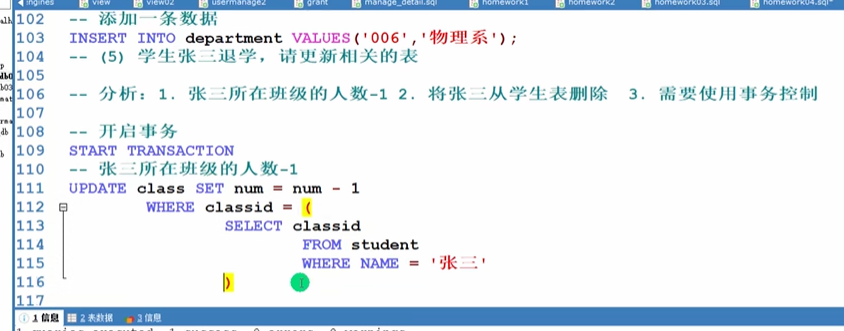 ingines view view02 usermanage2 grant manage_detail.sql homework1 homework2 homework03.sql homework04.sql*
102 -- 添加一条数据
103 INSERT INTO department VALUES('006','物理系');
104 -- (5) 学生张三退学，请更新相关的表
105
106 -- 分析：1. 张三所在班级的人数-1 2. 将张三从学生表删除 3. 需要使用事务控制
107
108 -- 开启事务
109 START TRANSACTION
110 -- 张三所在班级的人数-1
111 UPDATE class SET num = num - 1
112 WHERE classid = (
113 SELECT classid
114 FROM student
115 WHERE NAME = '张三'
116 )
117
1 信息 2 表数据 3 信息